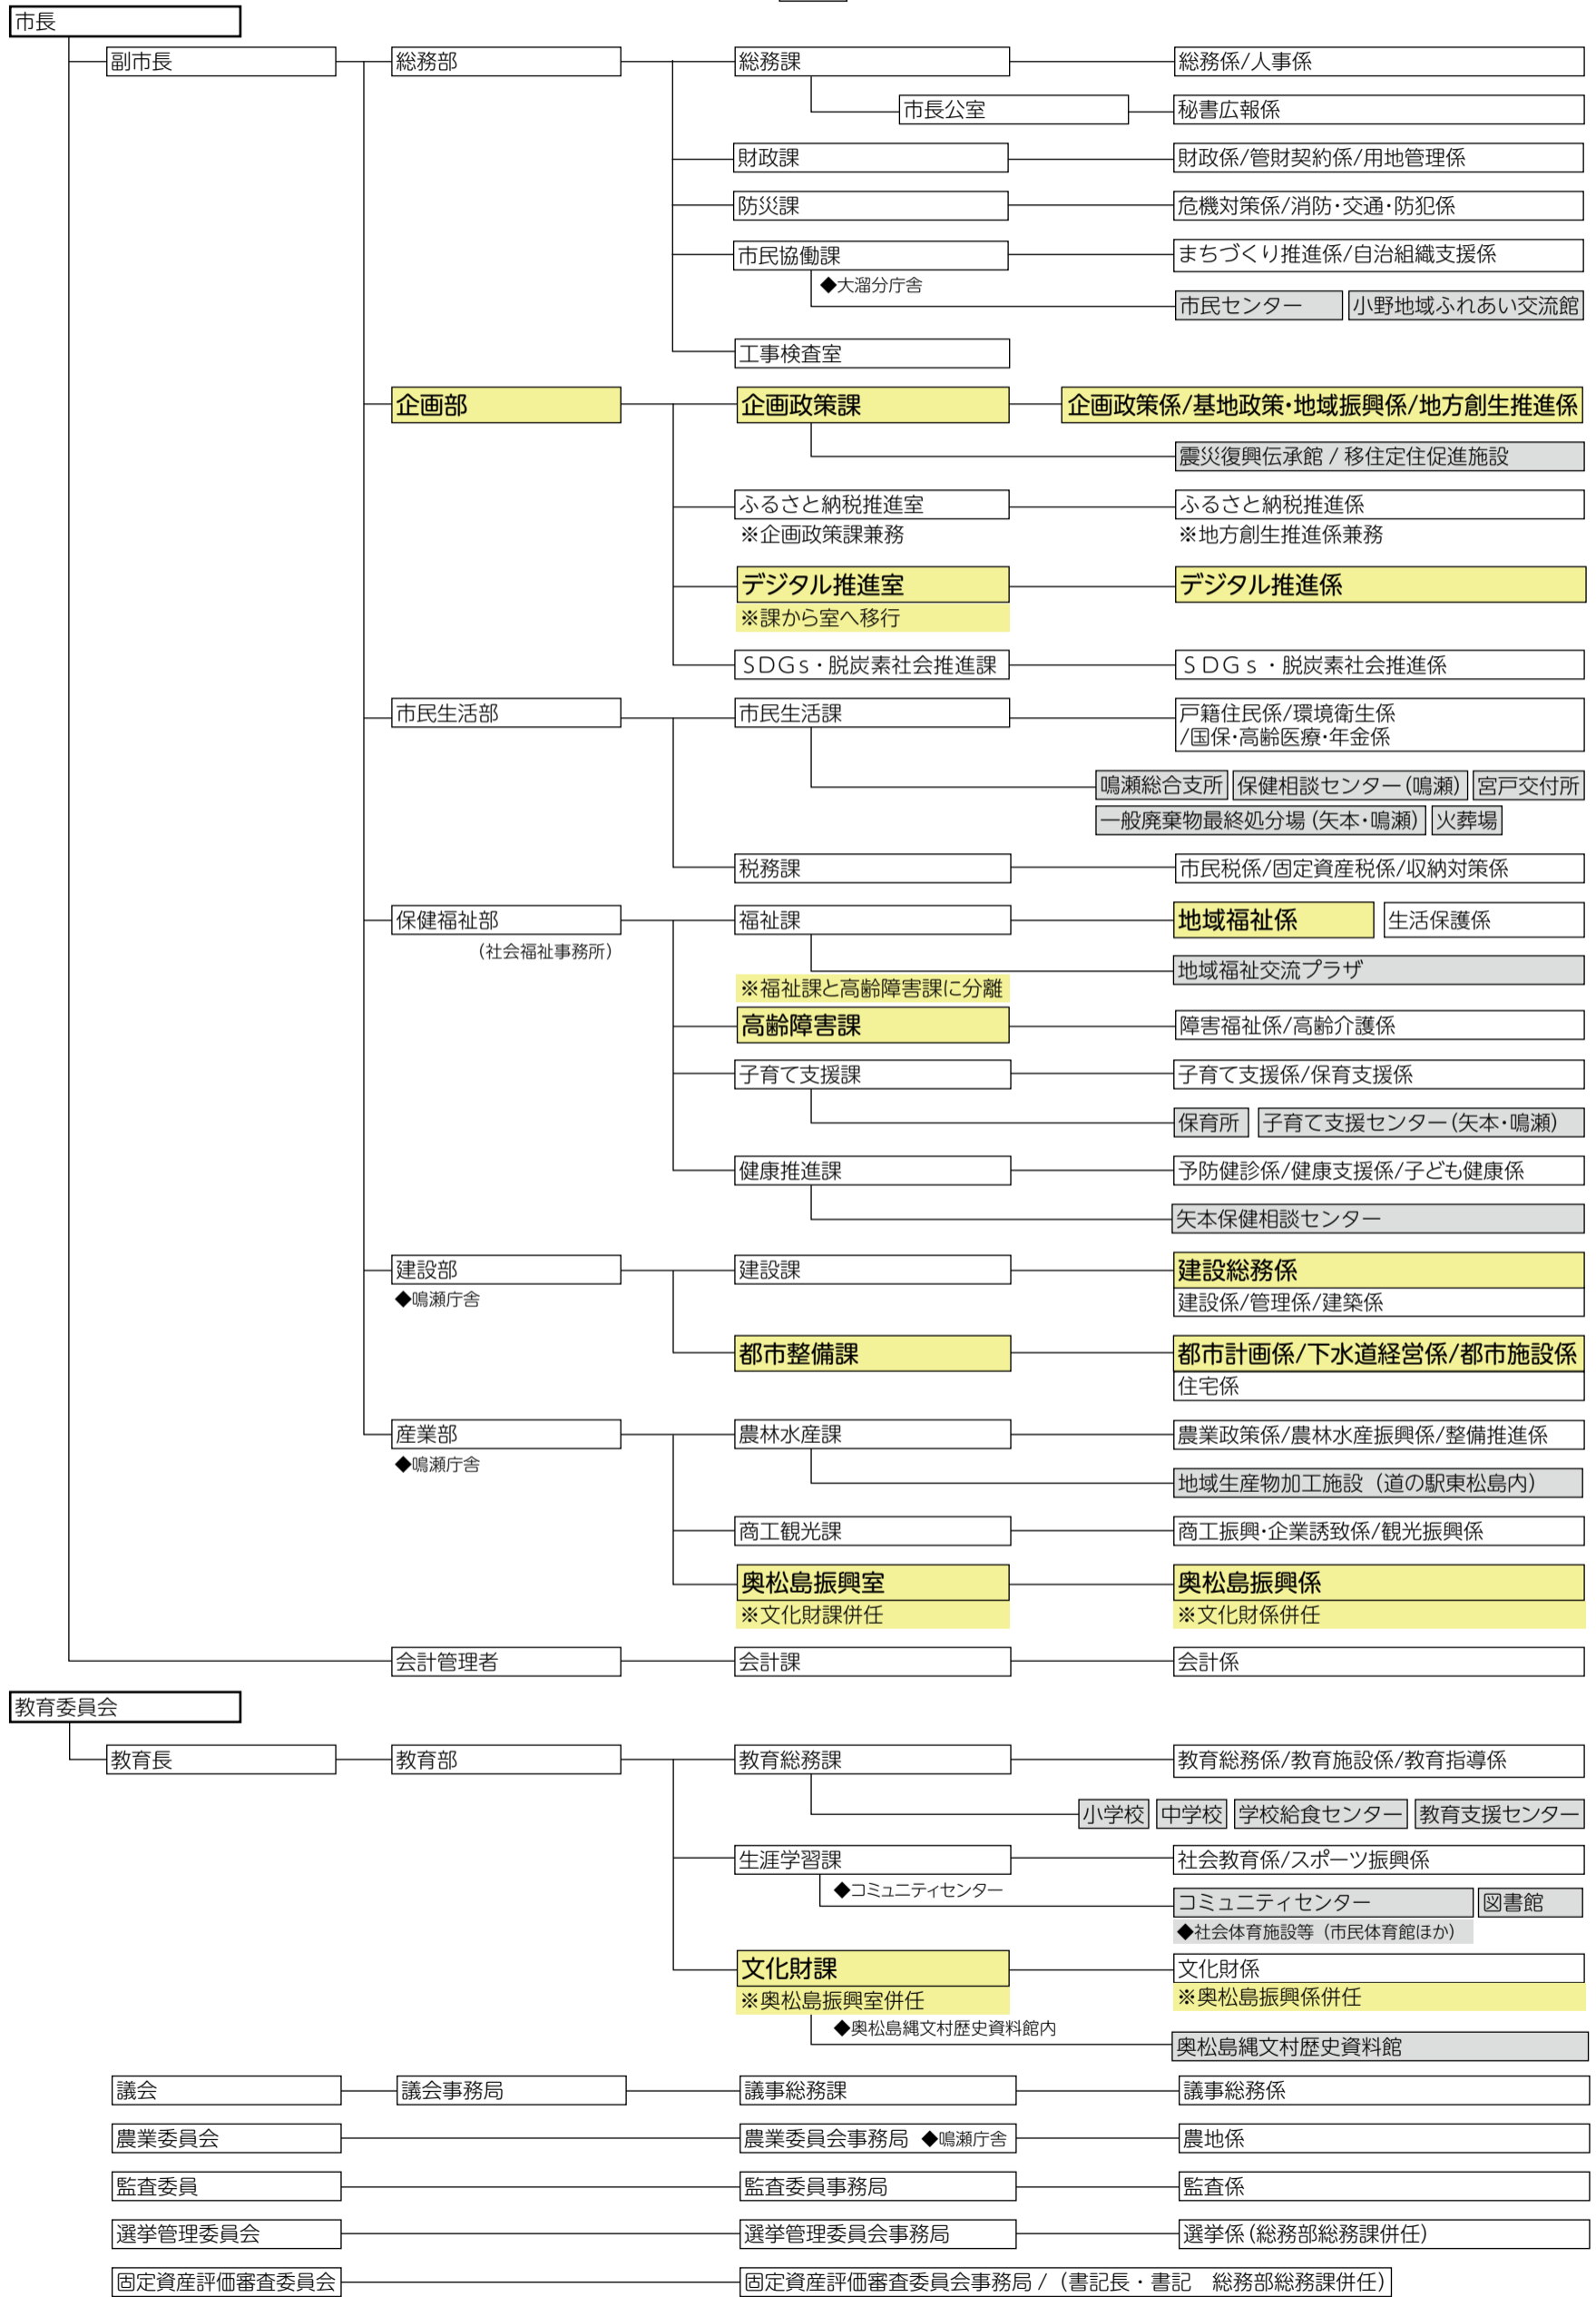 市長
副市長
総務部
総務課
総務係/人事係
市長公室
秘書広報係
財政課
財政係/管財契約係/用地管理係
防災課
危機対策係/消防・交通・防犯係
市民協働課
まちづくり推進係/自治組織支援係
◆大溜分庁舎
市民センター
小野地域ふれあい交流館
工事検査室
企画部
企画政策課
企画政策係/基地政策・地域振興係/地方創生推進係
震災復興伝承館 / 移住定住促進施設
ふるさと納税推進室
ふるさと納税推進係
※企画政策課兼務
※地方創生推進係兼務
デジタル推進室
デジタル推進係
※課から室へ移行
SDGs・脱炭素社会推進課
SDGs・脱炭素社会推進係
市民生活部
市民生活課
戸籍住民係/環境衛生係
/国保・高齢医療・年金係
鳴瀬総合支所
保健相談センター(鳴瀬)
宮戸交付所
一般廃棄物最終処分場(矢本・鳴瀬)
火葬場
税務課
市民税係/固定資産税係/収納対策係
保健福祉部
福祉課
地域福祉係
生活保護係
(社会福祉事務所)
地域福祉交流プラザ
※福祉課と高齢障害課に分離
高齢障害課
障害福祉係/高齢介護係
子育て支援課
子育て支援係/保育支援係
保育所
子育て支援センター(矢本・鳴瀬)
健康推進課
予防健診係/健康支援係/子ども健康係
矢本保健相談センター
建設部
建設課
建設総務係
◆鳴瀬庁舎
建設係/管理係/建築係
都市整備課
都市計画係/下水道経営係/都市施設係
住宅係
産業部
農林水産課
農業政策係/農林水産振興係/整備推進係
◆鳴瀬庁舎
地域生産物加工施設(道の駅東松島内)
商工観光課
商工振興・企業誘致係/観光振興係
奥松島振興室
奥松島振興係
※文化財課併任
※文化財係併任
会計管理者
会計課
会計係
教育委員会
教育長
教育部
教育総務課
教育総務係/教育施設係/教育指導係
小学校
中学校
学校給食センター
教育支援センター
生涯学習課
社会教育係/スポーツ振興係
◆コミュニティセンター
コミュニティセンター
図書館
◆社会体育施設等(市民体育館ほか)
文化財課
文化財係
※奥松島振興室併任
※奥松島振興係併任
◆奥松島縄文村歴史資料館内
奥松島縄文村歴史資料館
議会
議会事務局
議事総務課
議事総務係
農業委員会
農業委員会事務局 ◆鳴瀬庁舎
農地係
監査委員
監査委員事務局
監査係
選挙管理委員会
選挙管理委員会事務局
選挙係(総務部総務課併任)
固定資産評価審査委員会
固定資産評価審査委員会事務局 /(書記長・書記 総務部総務課併任)